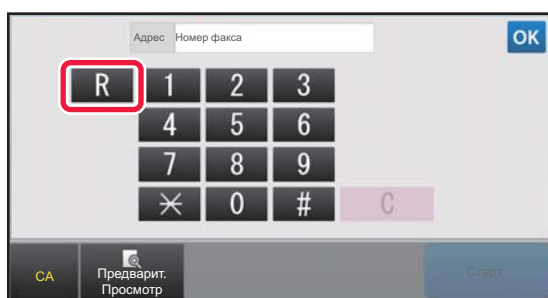 Адрес Номер факса OK
R 1 2 3
4 5 6
7 8 9
* 0 # C
CA Предварит. Просмотр Старт